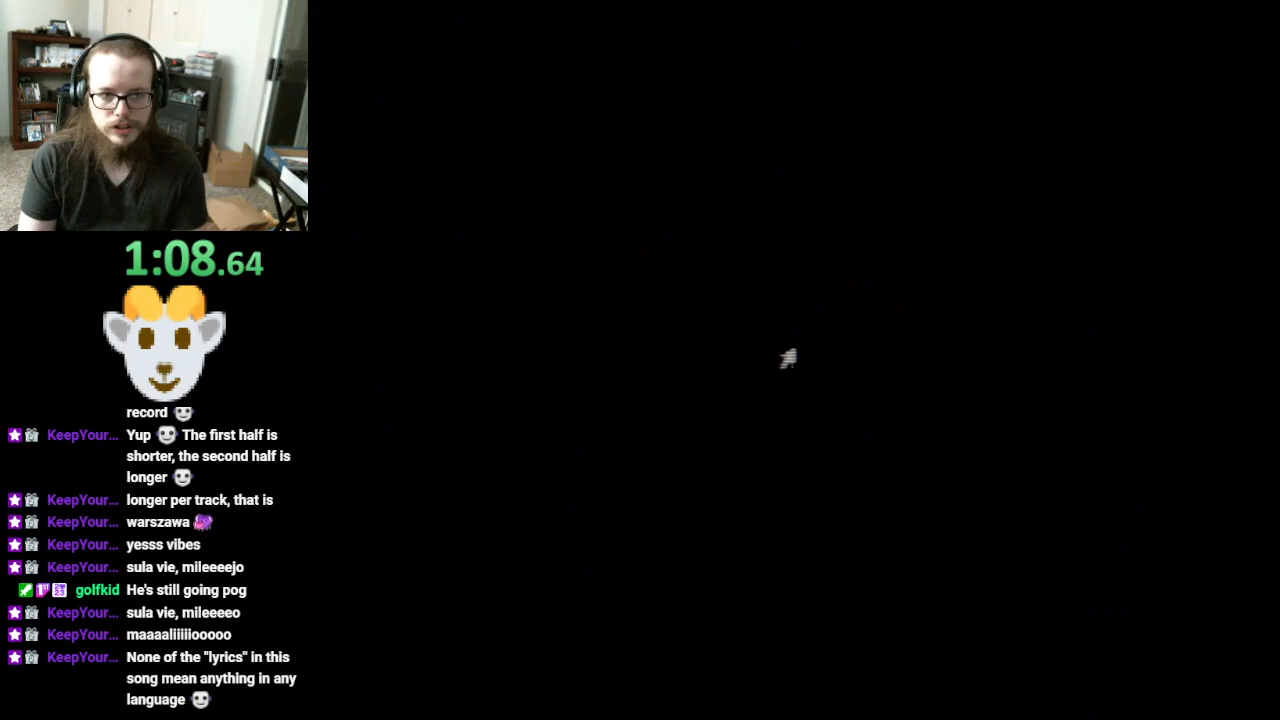 1:08.64
record
KeepYour... Yup The first half is
shorter, the second half is
longer
KeepYour... longer per track, that is
KeepYour... warszawa
KeepYour... yesss vibes
KeepYour... sula vie, mileeeejo
golfkid He's still going pog
KeepYour... sula vie, mileeeeo
KeepYour... maaaaliiiiiooooo
KeepYour... None of the "lyrics" in this
song mean anything in any
language